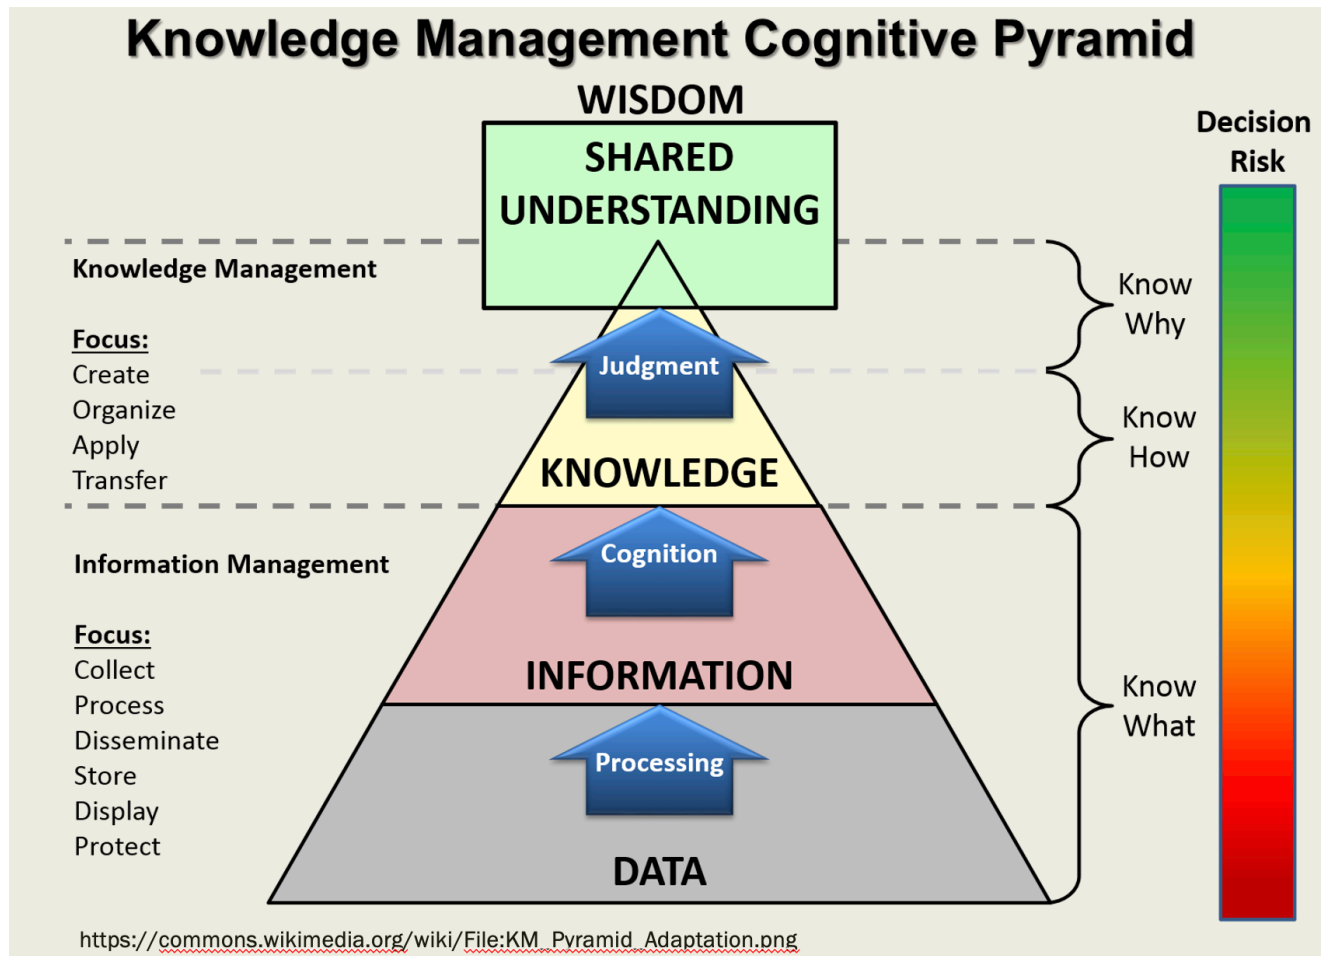 Knowledge Management Cognitive Pyramid
WISDOM
SHARED
UNDERSTANDING
Decision
Risk
Knowledge Management
Focus:
Create
Organize
Apply
Transfer
Judgment
KNOWLEDGE
Know
Why
Know
How
Information Management
Focus:
Collect
Process
Disseminate
Store
Display
Protect
Cognition
INFORMATION
Processing
DATA
Know
What
https://commons.wikimedia.org/wiki/File:KM_Pyramid_Adaptation.png